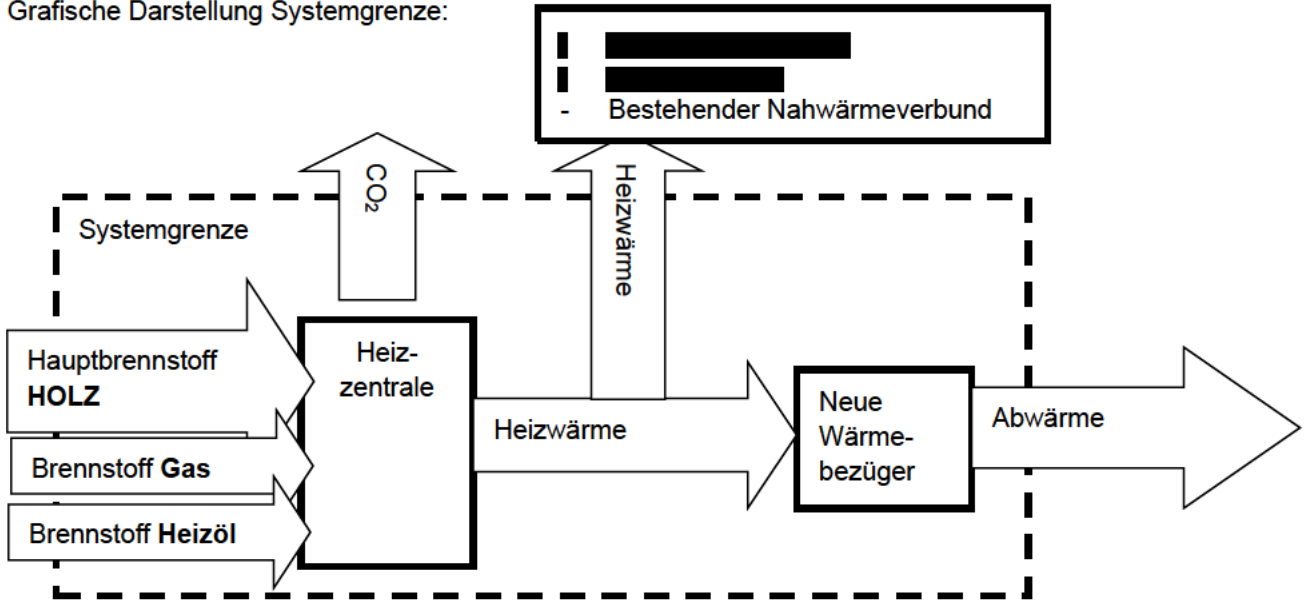 Grafische Darstellung Systemgrenze:
- Bestehender Nahwärmeverbund
CO₂
Heizwärme
Systemgrenze
Hauptbrennstoff
HOLZ
Brennstoff Gas
Brennstoff Heizöl
Heiz-
zentrale
Heizwärme
Neue
Wärme-
bezüger
Abwärme